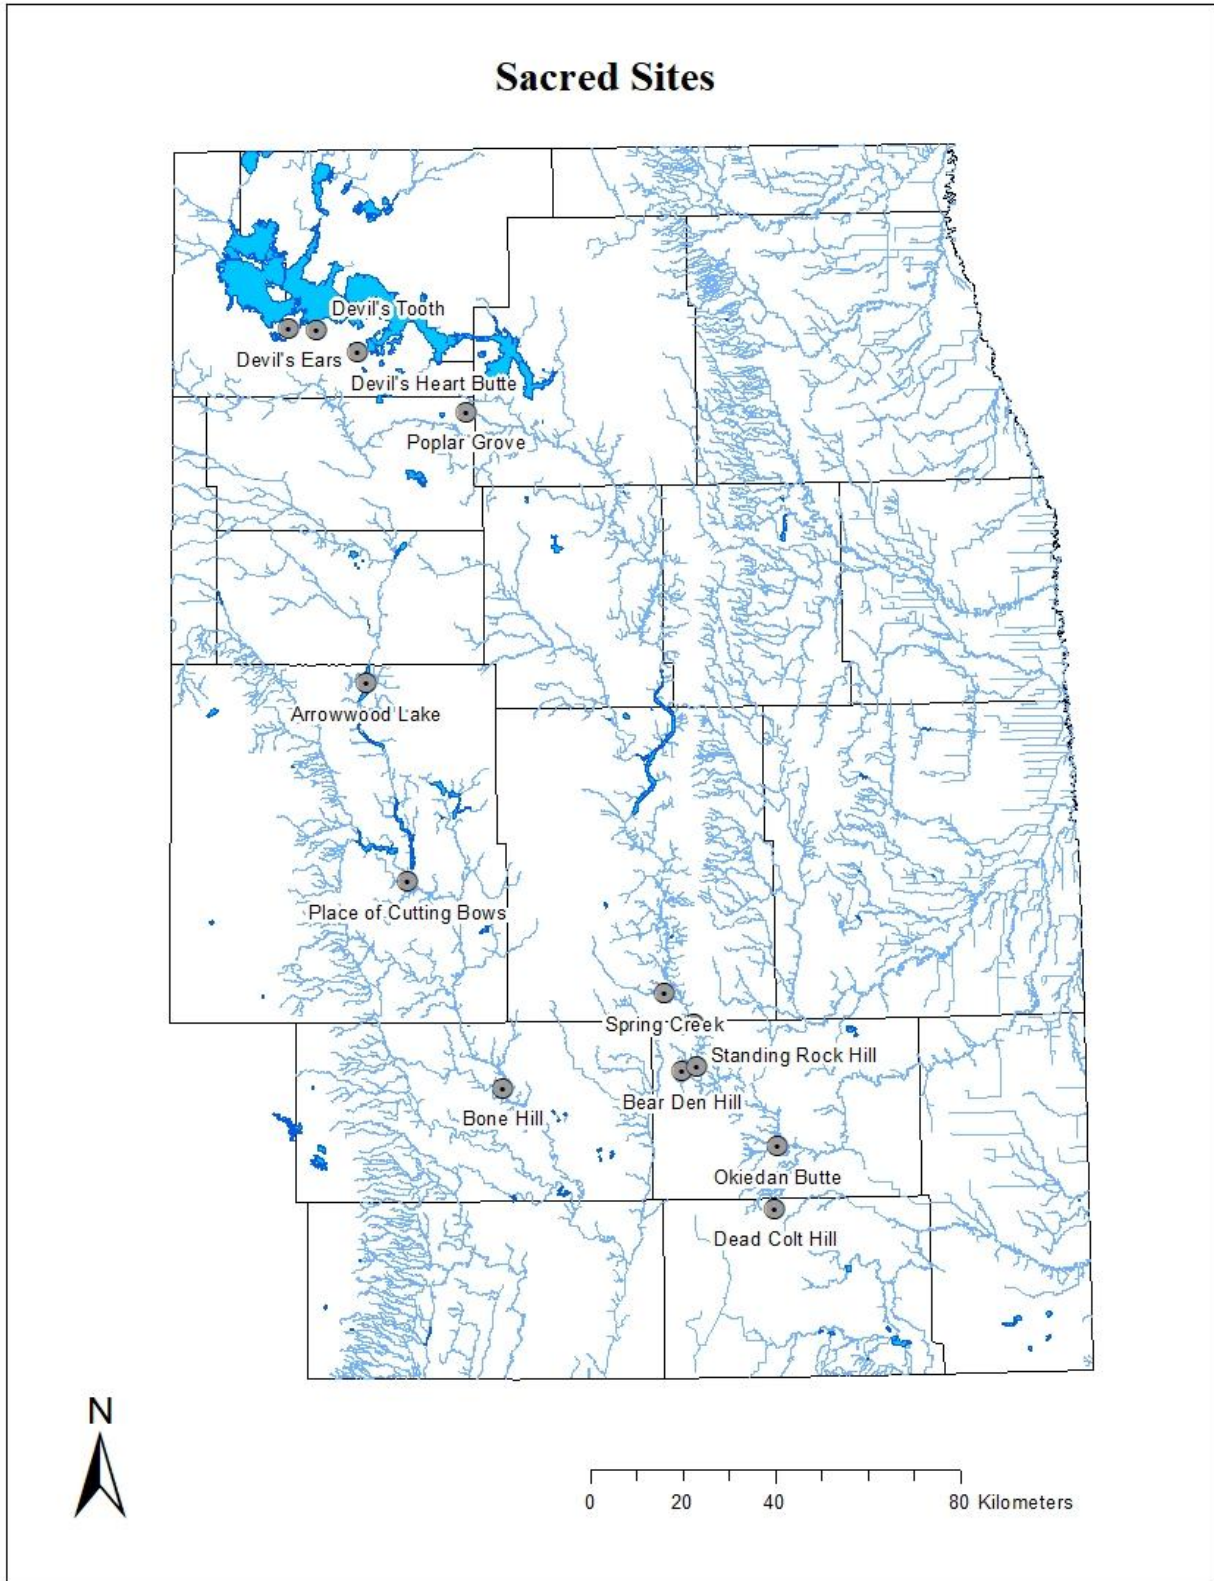 Sacred Sites
Devil's Tooth
Devil's Ears
Devil's Heart Butte
Poplar Grove
Arrowwood Lake
Place of Cutting Bows
Spring Creek
Standing Rock Hill
Bear Den Hill
Bone Hill
Okiedan Butte
Dead Colt Hill
N
0 20 40 80 Kilometers